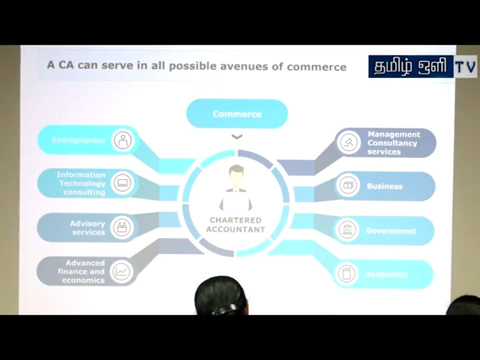 A CA can serve in all possible avenues of commerce
தமிழ் ஒளி TV
Commerce
Entrepreneur
Information
Technology
consulting
Advisory
services
Advanced
finance and
economics
CHARTERED
ACCOUNTANT
Management
Consultancy
services
Business
Government
Academics